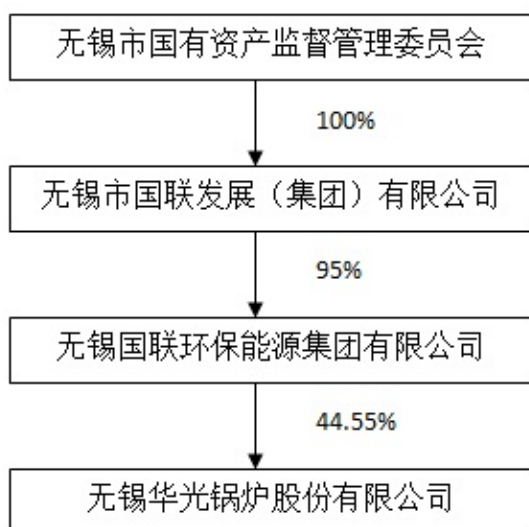 无锡市国有资产监督管理委员会
100%
无锡市国联发展（集团）有限公司
95%
无锡国联环保能源集团有限公司
44.55%
无锡华光锅炉股份有限公司